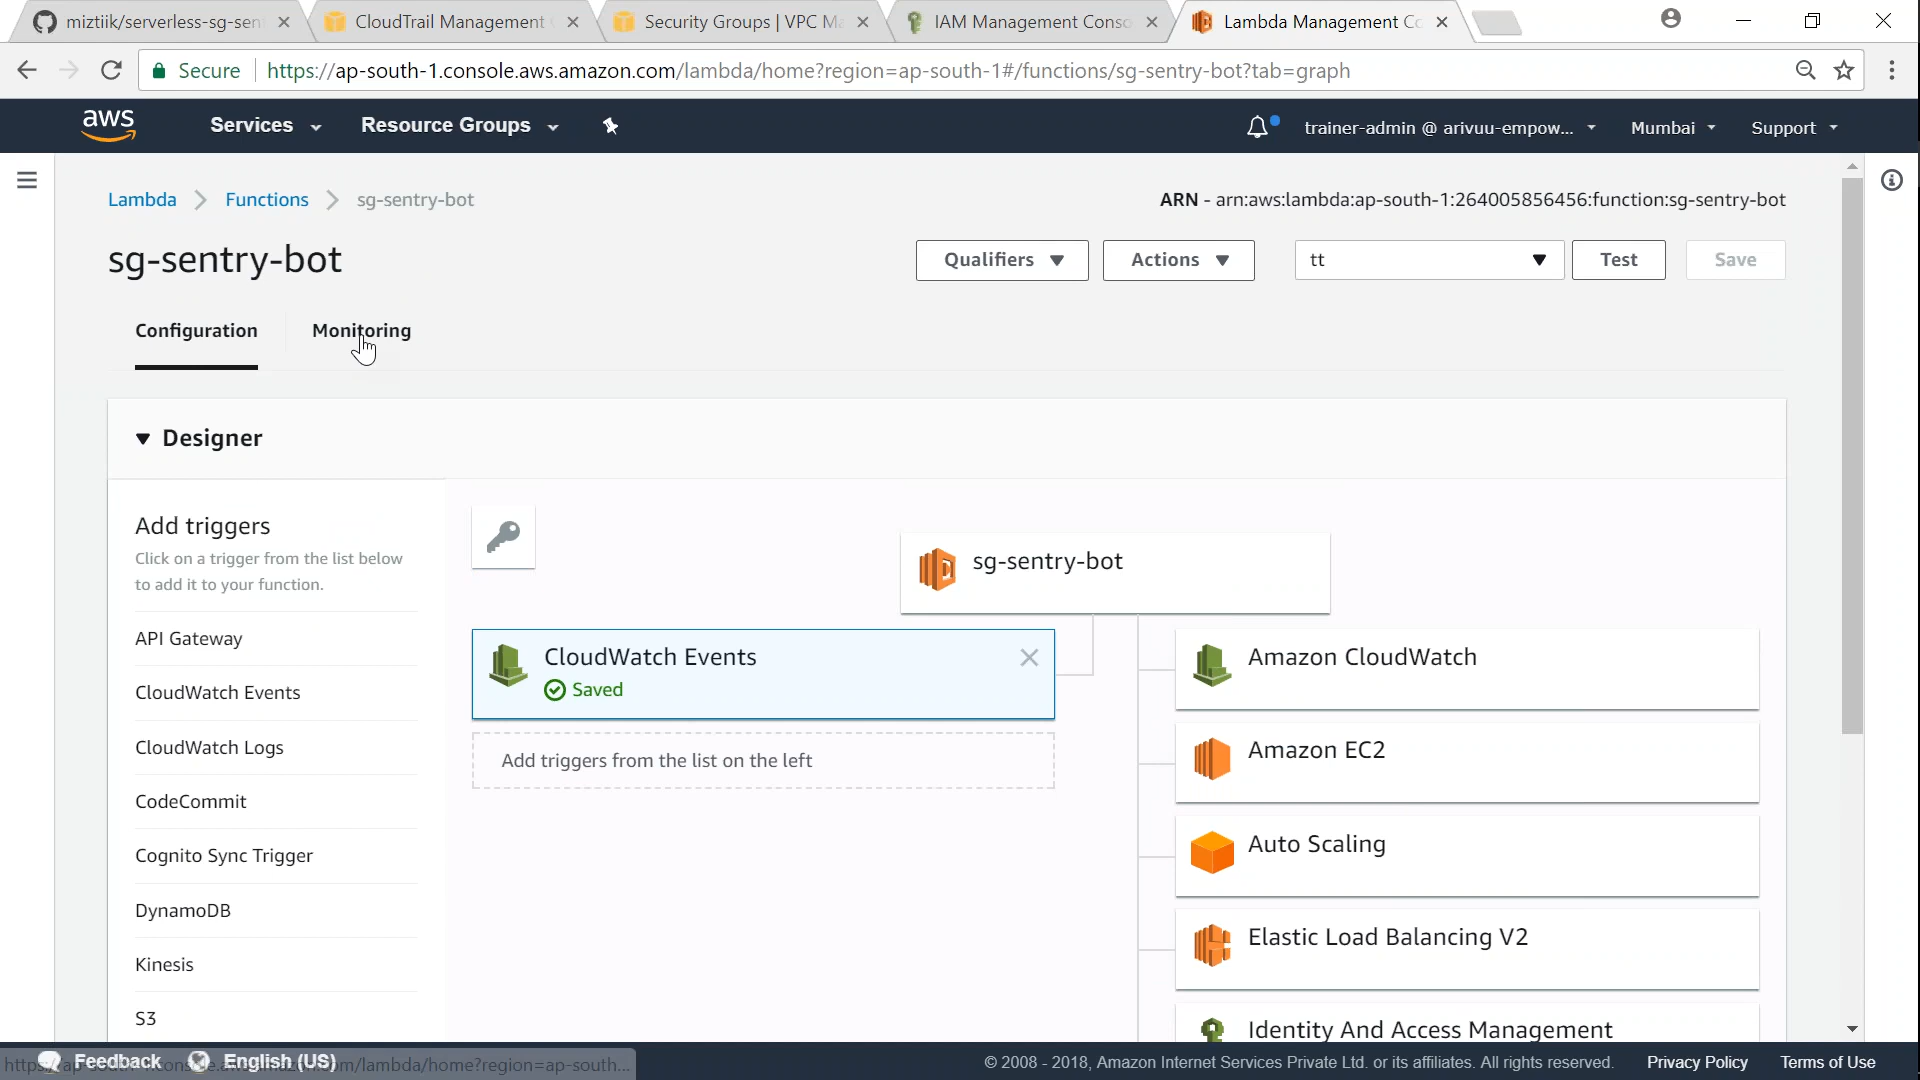 miztiik/serverless-sg-sen
CloudTrail Management
Security Groups | VPC Ma
IAM Management Conso
Lambda Management Co
Secure
https://ap-south-1.console.aws.amazon.com/lambda/home?region=ap-south-1#/functions/sg-sentry-bot?tab=graph
aws
Services
Resource Groups
trainer-admin @ arivuu-empow...
Mumbai
Support
Lambda
Functions
sg-sentry-bot
ARN - arn:aws:lambda:ap-south-1:264005856456:function:sg-sentry-bot
sg-sentry-bot
Qualifiers
Actions
tt
Test
Save
Configuration
Monitoring
Designer
Add triggers
Click on a trigger from the list below
to add it to your function.
API Gateway
CloudWatch Events
CloudWatch Logs
CodeCommit
Cognito Sync Trigger
DynamoDB
Kinesis
S3
sg-sentry-bot
CloudWatch Events
Saved
Add triggers from the list on the left
Amazon CloudWatch
Amazon EC2
Auto Scaling
Elastic Load Balancing V2
Identity And Access Management
Feedback
English (US)
© 2008 - 2018, Amazon Internet Services Private Ltd. or its affiliates. All rights reserved.
Privacy Policy
Terms of Use